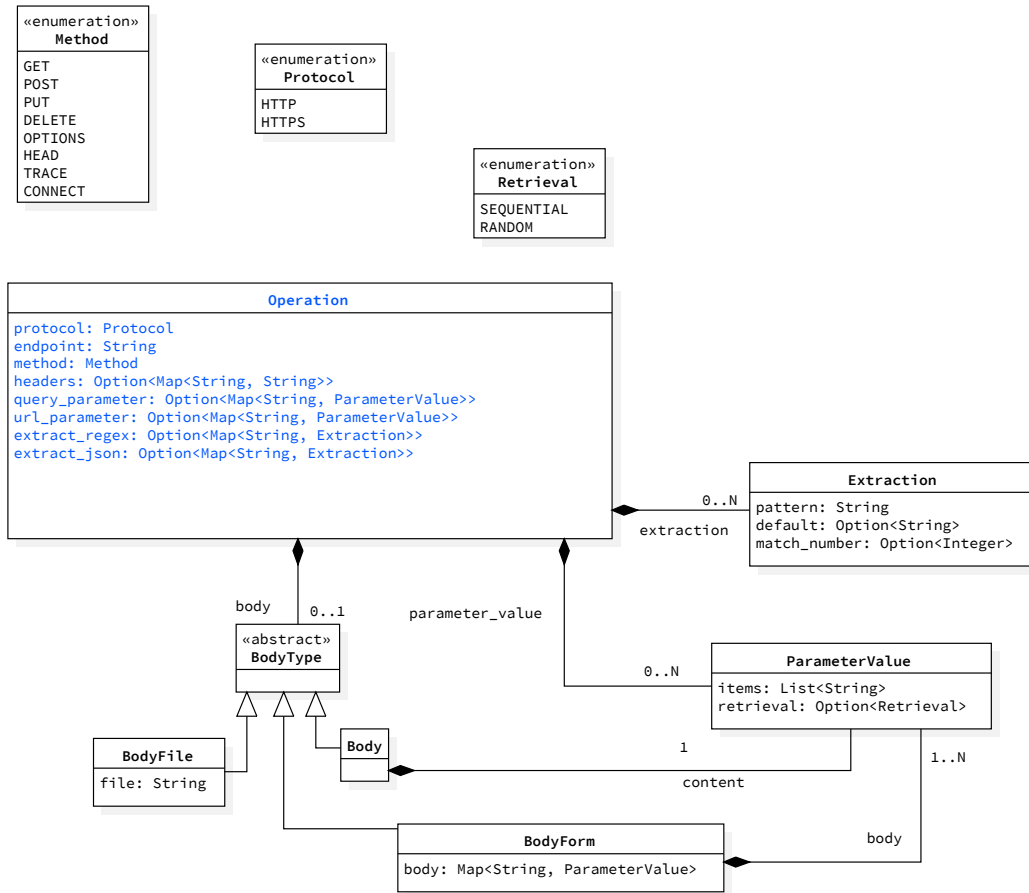 «enumeration»
Method
GET
POST
PUT
DELETE
OPTIONS
HEAD
TRACE
CONNECT
«enumeration»
Protocol
HTTP
HTTPS
«enumeration»
Retrieval
SEQUENTIAL
RANDOM
Operation
protocol: Protocol
endpoint: String
method: Method
headers: Option<Map<String, String>>
query_parameter: Option<Map<String, ParameterValue>>
url_parameter: Option<Map<String, ParameterValue>>
extract_regex: Option<Map<String, Extraction>>
extract_json: Option<Map<String, Extraction>>
0..N
extraction
Extraction
pattern: String
default: Option<String>
match_number: Option<Integer>
body
0..1
parameter_value
0..N
«abstract»
BodyType
ParameterValue
items: List<String>
retrieval: Option<Retrieval>
BodyFile
file: String
Body
1
content
1..N
BodyForm
body: Map<String, ParameterValue>
body